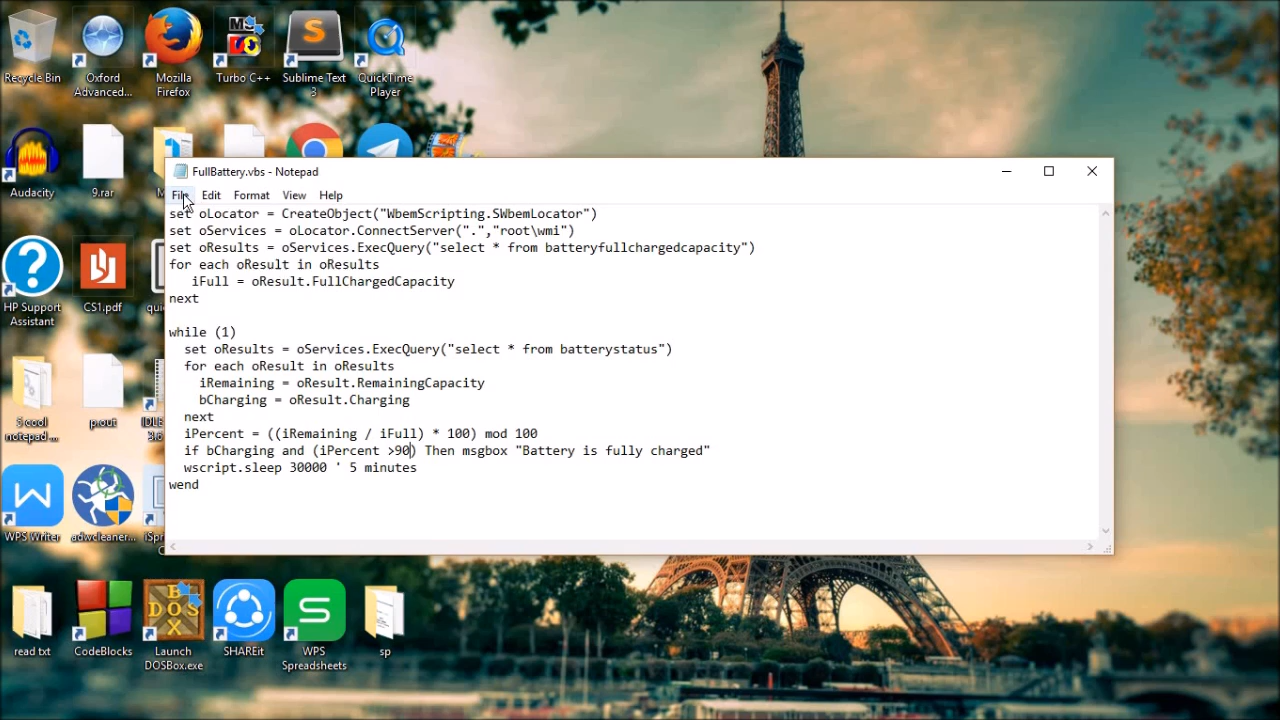 Recycle Bin
Oxford
Advanced...
Mozilla
Firefox
Turbo C++
Sublime Text
3
QuickTime
Player
Audacity
9.rar
FullBattery.vbs - Notepad
File Edit Format View Help
set oLocator = CreateObject("WbemScripting.SWbemLocator")
set oServices = oLocator.ConnectServer(".","root\wmi")
set oResults = oServices.ExecQuery("select * from batteryfullchargedcapacity")
for each oResult in oResults
   iFull = oResult.FullChargedCapacity
next
while (1)
  set oResults = oServices.ExecQuery("select * from batterystatus")
  for each oResult in oResults
    iRemaining = oResult.RemainingCapacity
    bCharging = oResult.Charging
  next
  iPercent = ((iRemaining / iFull) * 100) mod 100
  if bCharging and (iPercent >90) Then msgbox "Battery is fully charged"
  wscript.sleep 30000 ' 5 minutes
wend
HP Support
Assistant
CS1.pdf
5 cool
notepad ...
p.out
WPS Writer
adwcleaner...
read txt
CodeBlocks
Launch
DOSBox.exe
SHAREit
WPS
Spreadsheets
sp